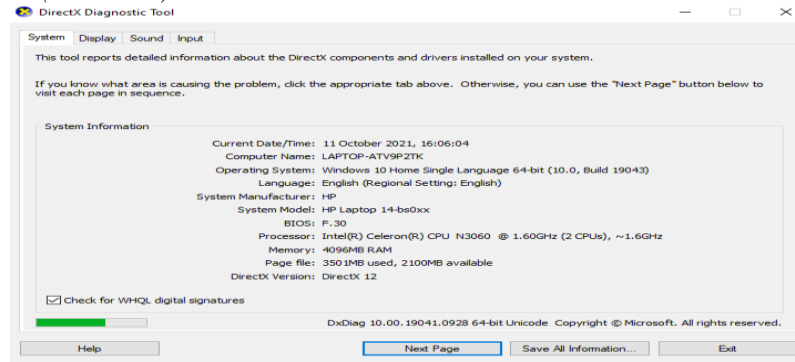 DirectX Diagnostic Tool
System Display Sound Input
This tool reports detailed information about the DirectX components and drivers installed on your system.
If you know what area is causing the problem, click the appropriate tab above. Otherwise, you can use the "Next Page" button below to
visit each page in sequence.
System Information
Current Date/Time: 11 October 2021, 16:06:04
Computer Name: LAPTOP-ATV9P2TK
Operating System: Windows 10 Home Single Language 64-bit (10.0, Build 19043)
Language: English (Regional Setting: English)
System Manufacturer: HP
System Model: HP Laptop 14-bs0xx
BIOS: F.30
Processor: Intel(R) Celeron(R) CPU N3060 @ 1.60GHz (2 CPUs), ~1.6GHz
Memory: 4096MB RAM
Page file: 3501MB used, 2100MB available
DirectX Version: DirectX 12
Check for WHQL digital signatures
DxDiag 10.00.19041.0928 64-bit Unicode Copyright © Microsoft. All rights reserved.
Help Next Page Save All Information... Exit